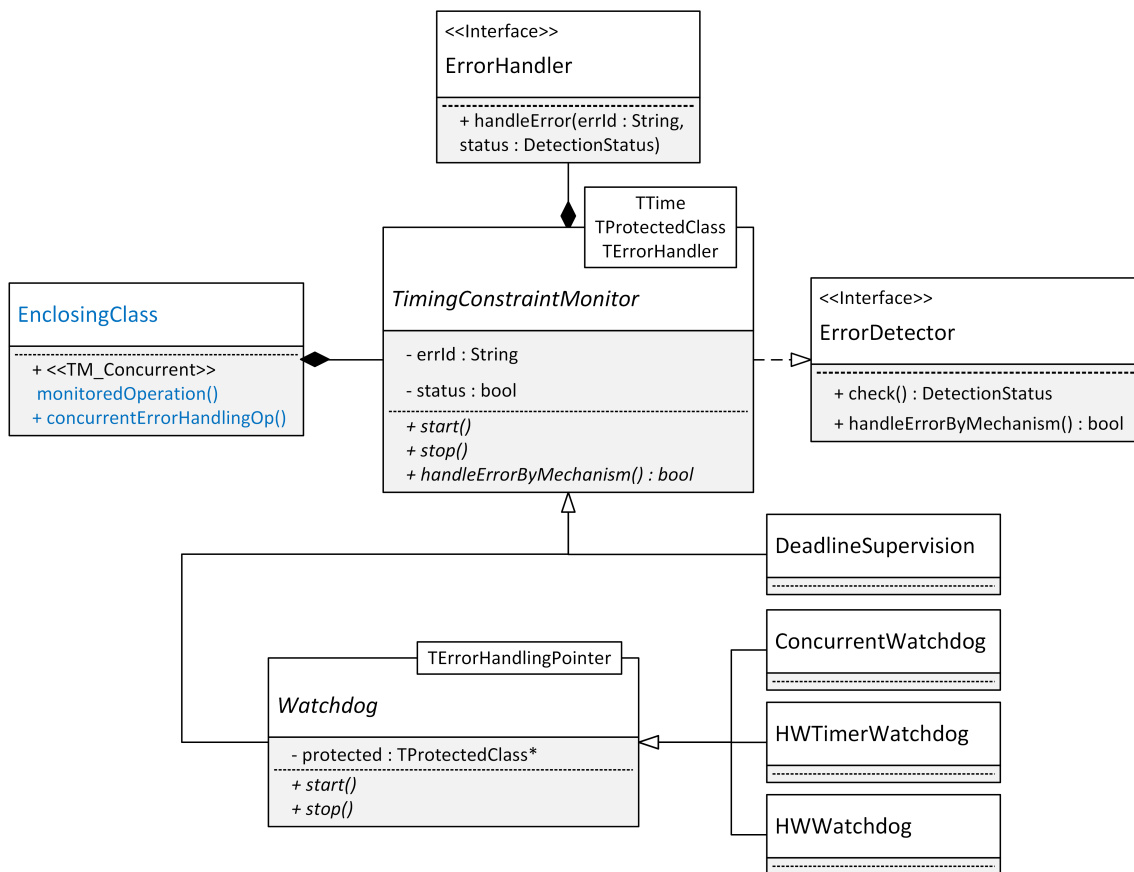 <<Interface>>
ErrorHandler
+ handleError(errId : String,
status : DetectionStatus)
TTime
TProtectedClass
TErrorHandler
TimingConstraintMonitor
- errId : String
- status : bool
+ start()
+ stop()
+ handleErrorByMechanism() : bool
EnclosingClass
+ <<TM_Concurrent>>
monitoredOperation()
+ concurrentErrorHandlingOp()
<<Interface>>
ErrorDetector
+ check() : DetectionStatus
+ handleErrorByMechanism() : bool
DeadlineSupervision
TErrorHandlingPointer
Watchdog
- protected : TProtectedClass*
+ start()
+ stop()
ConcurrentWatchdog
HWTimerWatchdog
HWWatchdog